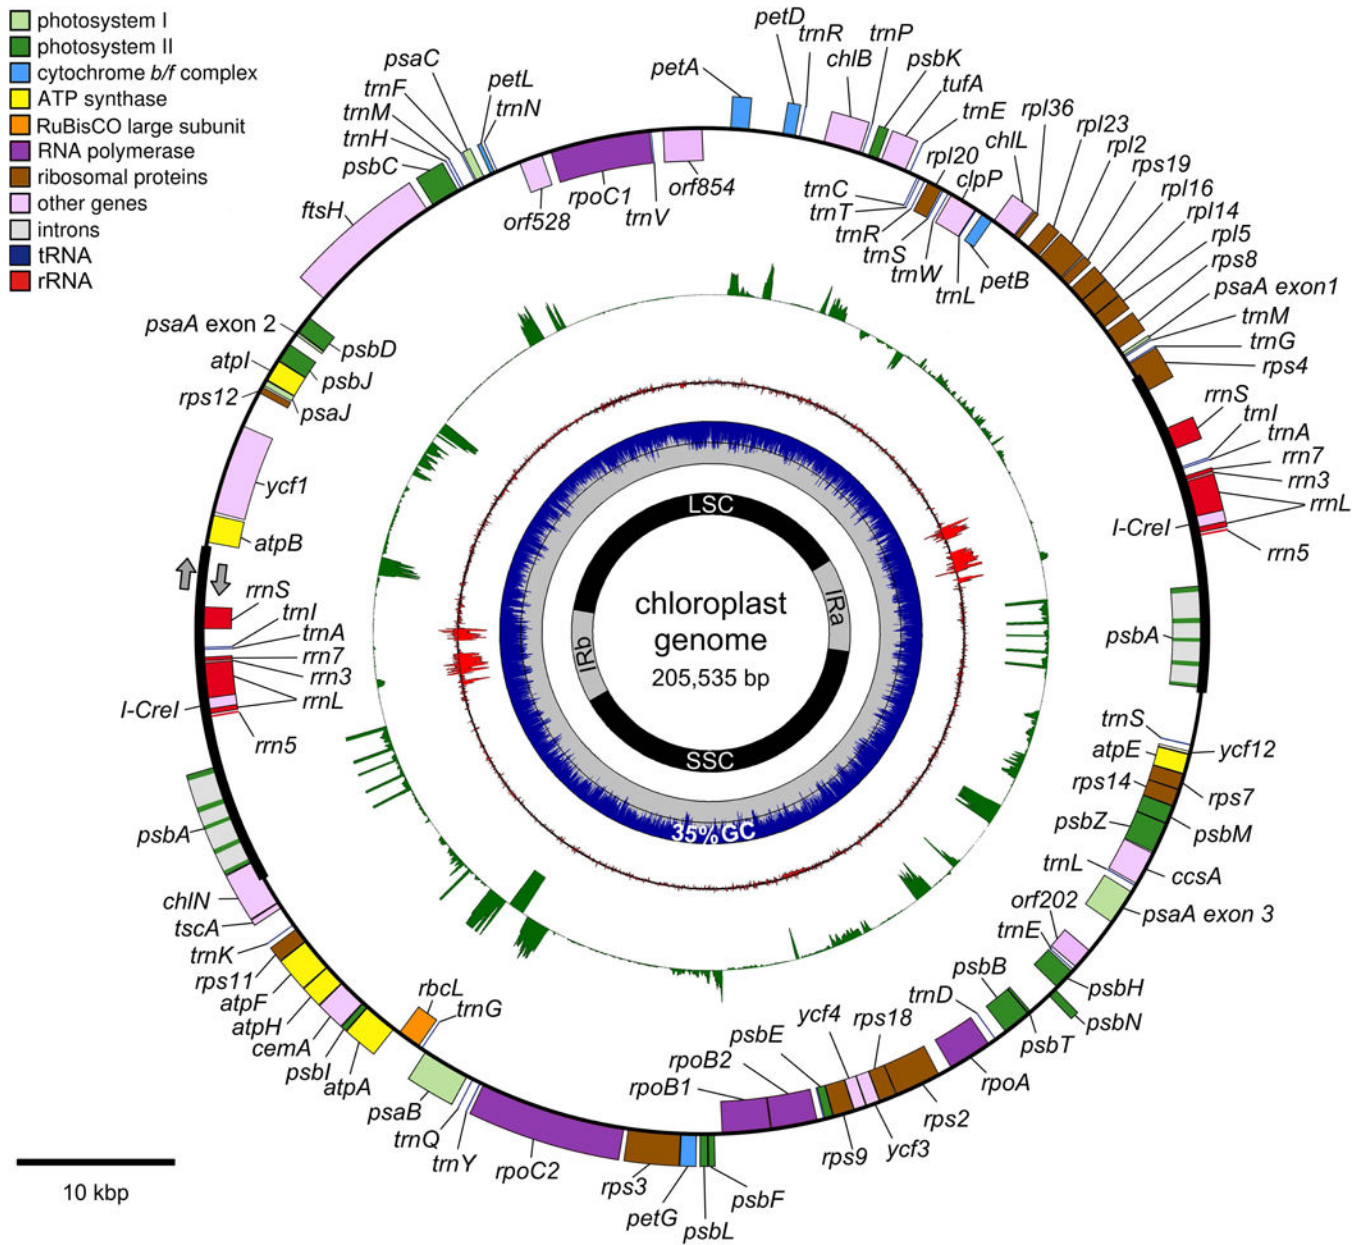 photosystem I
photosystem II
cytochrome b/f complex
ATP synthase
RuBisCO large subunit
RNA polymerase
ribosomal proteins
other genes
introns
tRNA
rRNA
psaC
trnF
trnM
trnH
psbC
ftsH
petL
trnN
orf528
rpoC1
trnV
orf854
petA
petD
trnR
chlB
trnP
psbK
tufA
trnE
rpl20
clpP
trnC
trnT
trnR
trnS
trnW
trnL
petB
chlL
rpl36
rpl23
rpl2
rps19
rpl16
rpl14
rpl5
rps8
psaA exon1
trnM
trnG
rps4
rrnS
trnI
trnA
rrn7
rrn3
rrnL
I-CreI
rrn5
psbA
trnS
atpE
ycf12
rps14
rps7
psbZ
psbM
trnL
ccsA
orf202
psaA exon 3
trnE
psbH
psbN
psbB
psbT
trnD
rpoA
rps18
rps2
ycf4
ycf3
psbE
rps9
rpoB2
rpoB1
psbF
psbL
petG
rps3
rpoC2
trnY
trnQ
psaB
rbcL
trnG
atpA
psbI
cemA
atpH
atpF
rps11
trnK
tscA
chlN
psbA
rrn5
I-CreI
rrnL
rrn3
rrn7
trnA
trnI
rrnS
atpB
ycf1
psaA exon 2
psbD
atpI
psbJ
rps12
psaJ
LSC
IRa
IRb
SSC
chloroplast
genome
205,535 bp
35%GC
10 kbp